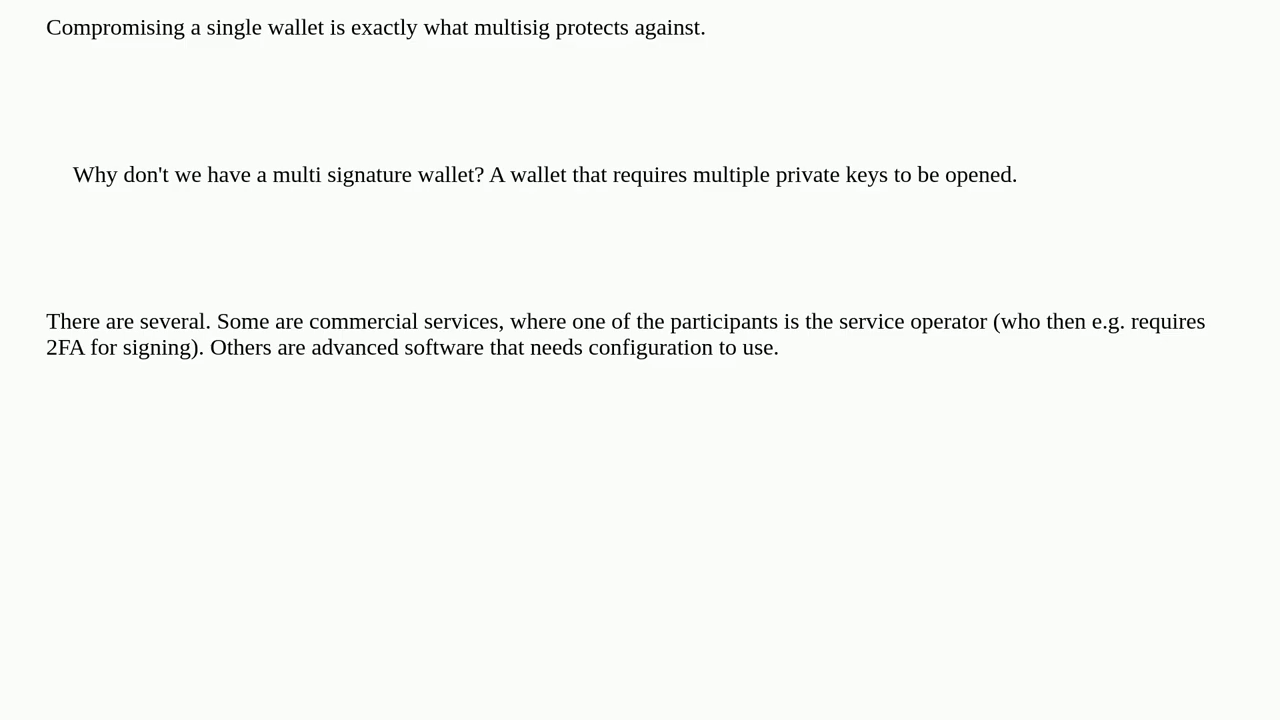 Compromising a single wallet is exactly what multisig protects against.
Why don't we have a multi signature wallet? A wallet that requires multiple private keys to be opened.
There are several. Some are commercial services, where one of the participants is the service operator (who then e.g. requires
2FA for signing). Others are advanced software that needs configuration to use.